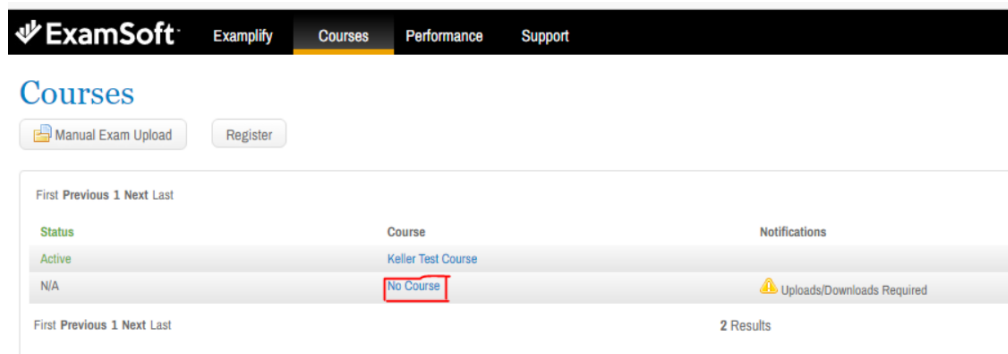 ExamSoft Examplify Courses Performance Support
Courses
Manual Exam Upload Register
First Previous 1 Next Last
Status Course Notifications
Active Keller Test Course
N/A No Course Uploads/Downloads Required
First Previous 1 Next Last 2 Results